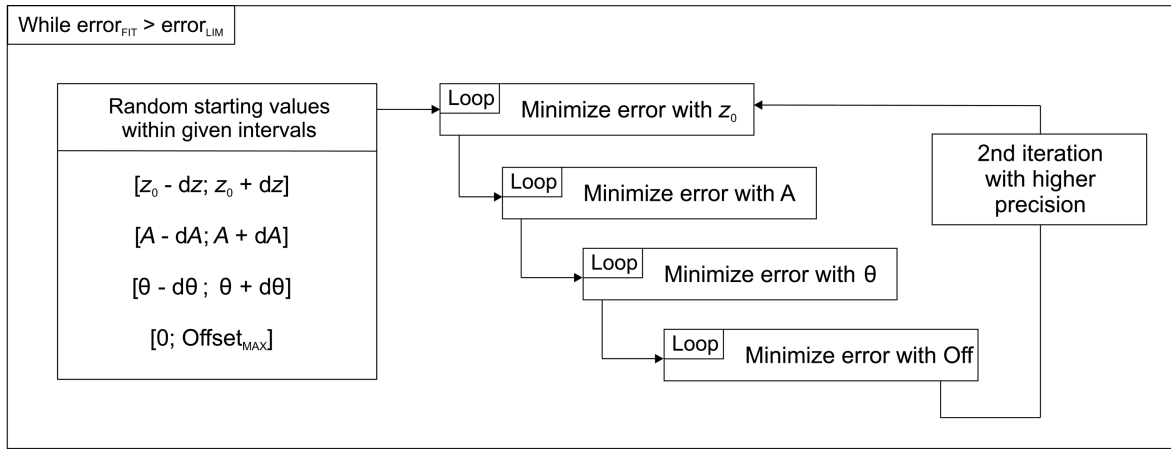 While error_FIT > error_LIM
Random starting values
within given intervals
[z₀ - dz; z₀ + dz]
[A - dA; A + dA]
[θ - dθ ; θ + dθ]
[0; Offset_MAX]
Loop
Minimize error with z₀
Loop
Minimize error with A
Loop
Minimize error with θ
Loop
Minimize error with Off
2nd iteration
with higher
precision